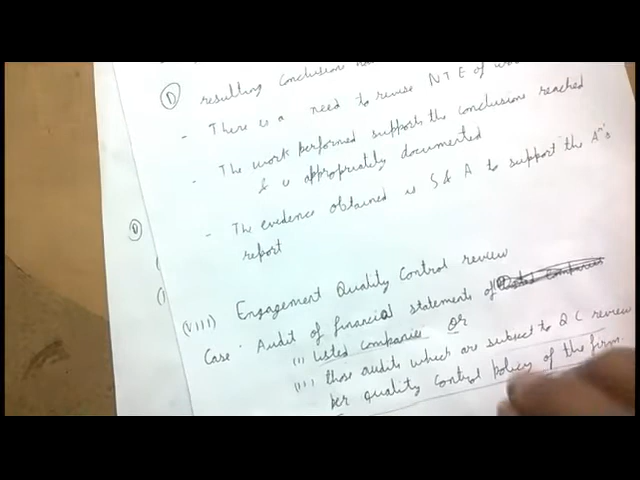 resulting conclusion
(D)
- There is a need to revise N T E of
- The work performed supports the conclusions reached
& is appropriately documented
- The evidence obtained is S & A to support the Aʳ's
report
(VIII) Engagement Quality Control review
Case: Audit of financial statements of
(i) listed companies or
(ii) those audits which are subject to Q C review
per quality control policy of the firm.